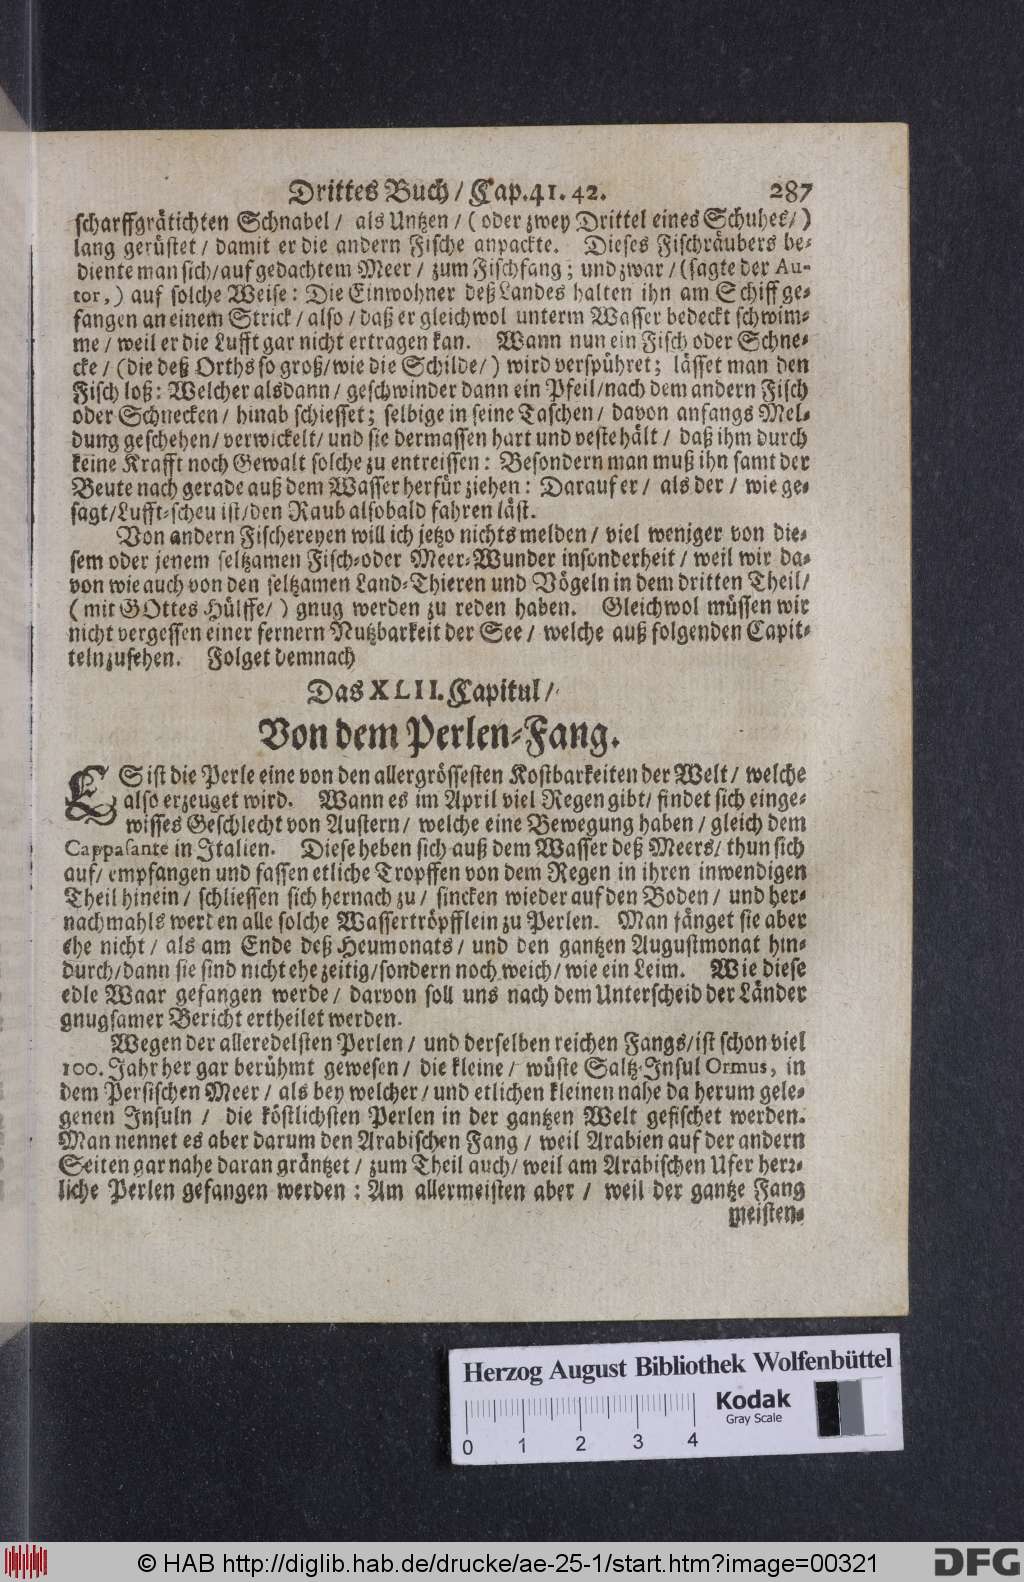 Drittes Buch / Cap. 41. 42. 287
scharffgrätichten Schnabel / als Untzen / ( oder zwey Drittel eines Schuhes / )
lang gerüstet / damit er die andern Fische anpackte. Dieses Fischräubers be-
diente man sich / auf gedachtem Meer / zum Fischfang ; und zwar / (sagte der Au-
tor, ) auf solche Weise : Die Einwohner deß Landes halten ihn am Schiff ge-
fangen an einem Strick / also / daß er gleichwol unterm Wasser bedeckt schwim-
me / weil er die Lufft gar nicht ertragen kan. Wann nun ein Fisch oder Schne-
cke / (die deß Orths so groß / wie die Schilde / ) wird verspühret ; lässet man den
Fisch loß : Welcher alsdann / geschwinder dann ein Pfeil / nach dem andern Fisch
oder Schnecken / hinab schiesset ; selbige in seine Taschen / davon anfangs Mel-
dung geschehen / verwickelt / und sie dermassen hart und veste hält / daß ihm durch
keine Krafft noch Gewalt solche zu entreissen : Besondern man muß ihn samt der
Beute nach gerade auß dem Wasser herfür ziehen : Darauf er / als der / wie ge-
sagt / Lufft-scheu ist / den Raub alsobald fahren läst.
Von andern Fischereyen will ich jetzo nichts melden / viel weniger von die-
sem oder jenem seltzamen Fisch-oder Meer-Wunder insonderheit / weil wir da-
von wie auch von den seltzamen Land-Thieren und Vögeln in dem dritten Theil /
( mit GOttes Hülffe / ) gnug werden zu reden haben. Gleichwol müssen wir
nicht vergessen einer fernern Nutzbarkeit der See / welche auß folgenden Capit-
teln zusehen. Folget demnach
Das XLII. Capitul /
Von dem Perlen-Fang.
ES ist die Perle eine von den allergrössesten Kostbarkeiten der Welt / welche
also erzeuget wird. Wann es im April viel Regen gibt / findet sich einge-
wisses Geschlecht von Austern / welche eine Bewegung haben / gleich dem
Cappasante in Italien. Diese heben sich auß dem Wasser deß Meers / thun sich
auf / empfangen und fassen etliche Tropffen von dem Regen in ihren inwendigen
Theil hinein / schliessen sich hernach zu / sincken wieder auf den Boden / und her-
nachmahls werden alle solche Wassertröpfflein zu Perlen. Man fänget sie aber
ehe nicht / als am Ende deß Heumonats / und den gantzen Augustmonat hin-
durch / dann sie sind nicht ehe zeitig / sondern noch weich / wie ein Leim. Wie diese
edle Waar gefangen werde / darvon soll uns nach dem Unterscheid der Länder
gnugsamer Bericht ertheilet werden.
Wegen der alleredelsten Perlen / und derselben reichen Fangs / ist schon viel
100. Jahr her gar berühmt gewesen / die kleine / wüste Saltz-Insul Ormus, in
dem Persischen Meer / als bey welcher / und etlichen kleinen nahe da herum gele-
genen Insuln / die köstlichsten Perlen in der gantzen Welt gefischet werden.
Man nennet es aber darum den Arabischen Fang / weil Arabien auf der andern
Seiten gar nahe daran gräntzet / zum Theil auch / weil am Arabischen Ufer herr-
liche Perlen gefangen werden : Am allermeisten aber / weil der gantze Fang
meisten-
Herzog August Bibliothek Wolfenbüttel
Kodak
Gray Scale
0 1 2 3 4
© HAB http://diglib.hab.de/drucke/ae-25-1/start.htm?image=00321
DFG